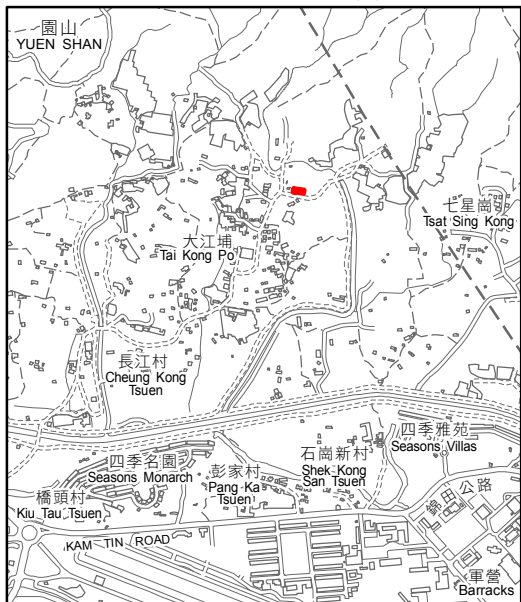 園山
YUEN SHAN
七星崗
Tsat Sing Kong
大江埔
Tai Kong Po
長江村
Cheung Kong
Tsuen
四季雅苑
Seasons Villas
石崗新村
Shek Kong
San Tsuen
四季名園
Seasons Monarch
彭家村
Pang Ka
Tsuen
橋頭村
Kiu Tau Tsuen
錦田公路
KAM TIN ROAD
軍營
Barracks